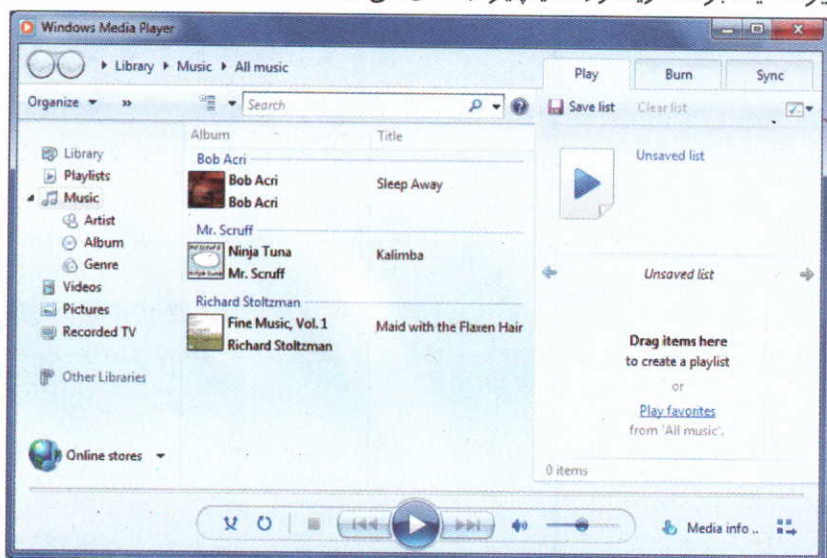 Windows Media Player
Library ▸ Music ▸ All music
Play
Burn
Sync
Organize
»
Search
Save list
Clear list
Library
Playlists
Music
Artist
Album
Genre
Videos
Pictures
Recorded TV
Other Libraries
Online stores
Album
Title
Bob Acri
Bob Acri
Sleep Away
Bob Acri
Mr. Scruff
Ninja Tuna
Kalimba
Mr. Scruff
Richard Stoltzman
Fine Music, Vol. 1
Maid with the Flaxen Hair
Richard Stoltzman
Unsaved list
Unsaved list
Drag items here
to create a playlist
or
Play favorites
from 'All music'.
0 items
Media info ..